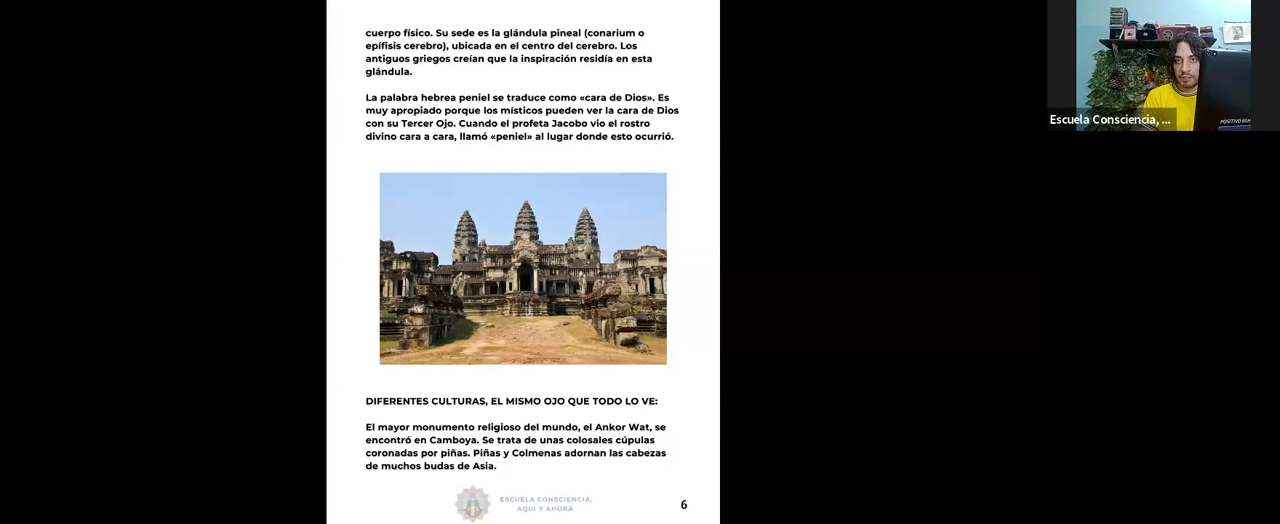 cuerpo físico. Su sede es la glándula pineal (conarium o
epífisis cerebro), ubicada en el centro del cerebro. Los
antiguos griegos creían que la inspiración residía en esta
glándula.
La palabra hebrea peniel se traduce como «cara de Dios». Es
muy apropiado porque los místicos pueden ver la cara de Dios
con su Tercer Ojo. Cuando el profeta Jacobo vio el rostro
divino cara a cara, llamó «peniel» al lugar donde esto ocurrió.
DIFERENTES CULTURAS, EL MISMO OJO QUE TODO LO VE:
El mayor monumento religioso del mundo, el Ankor Wat, se
encontró en Camboya. Se trata de unas colosales cúpulas
coronadas por piñas. Piñas y Colmenas adornan las cabezas
de muchos budas de Asia.
ESCUELA CONSCIENCIA,
AQUÍ Y AHORA
6
Escuela Consciencia, ...
POSITIVO BGH